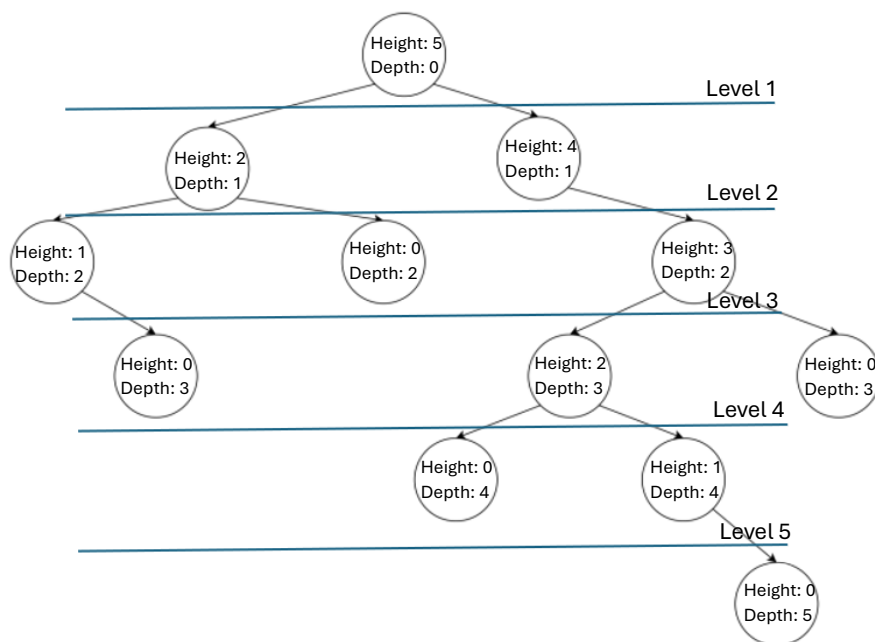 Height: 5
Depth: 0
Level 1
Height: 2
Depth: 1
Height: 4
Depth: 1
Level 2
Height: 1
Depth: 2
Height: 0
Depth: 2
Height: 3
Depth: 2
Level 3
Height: 0
Depth: 3
Height: 2
Depth: 3
Height: 0
Depth: 3
Level 4
Height: 0
Depth: 4
Height: 1
Depth: 4
Level 5
Height: 0
Depth: 5